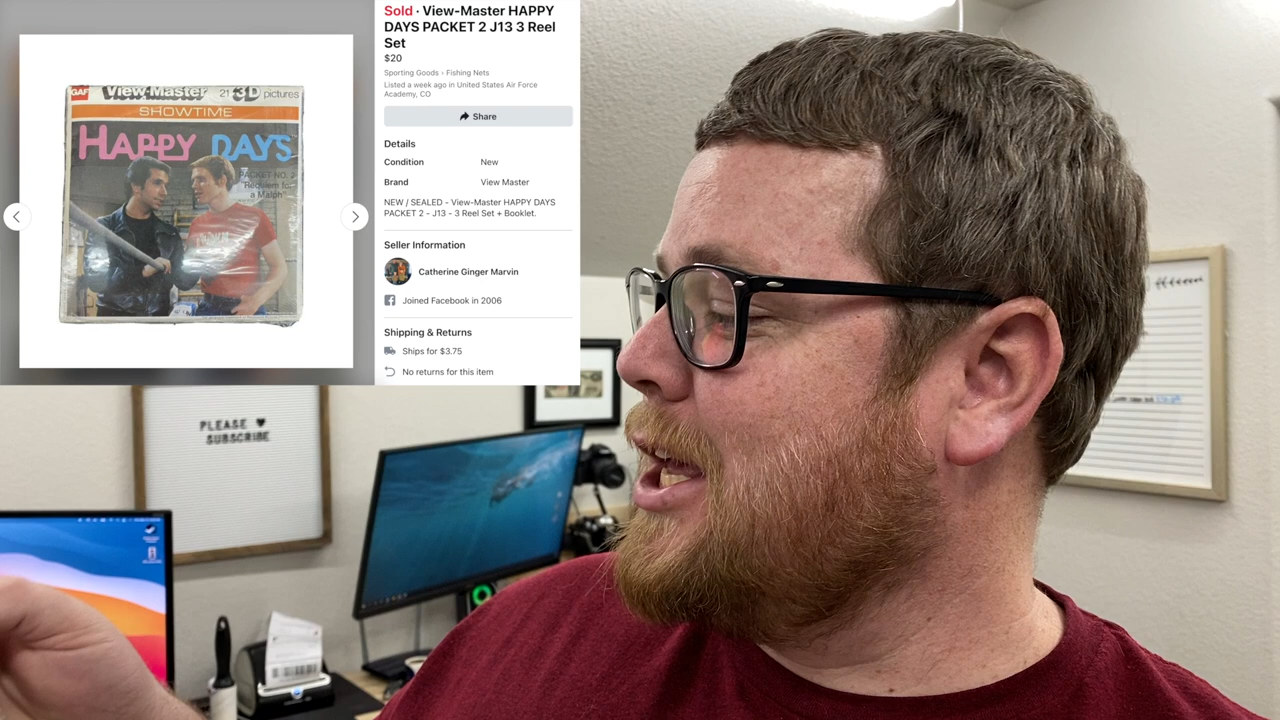 Sold · View-Master HAPPY
DAYS PACKET 2 J13 3 Reel
Set
$20
Sporting Goods › Fishing Nets
Listed a week ago in United States Air Force
Academy, CO
Share
Details
Condition New
Brand View Master
NEW / SEALED - View-Master HAPPY DAYS
PACKET 2 - J13 - 3 Reel Set + Booklet.
Seller Information
Catherine Ginger Marvin
Joined Facebook in 2006
Shipping & Returns
Ships for $3.75
No returns for this item
GAF View-Master 21 3D pictures
SHOWTIME
HAPPY DAYS
PACKET NO. 2
"Requiem for
a Malph"
PLEASE ♥
SUBSCRIBE